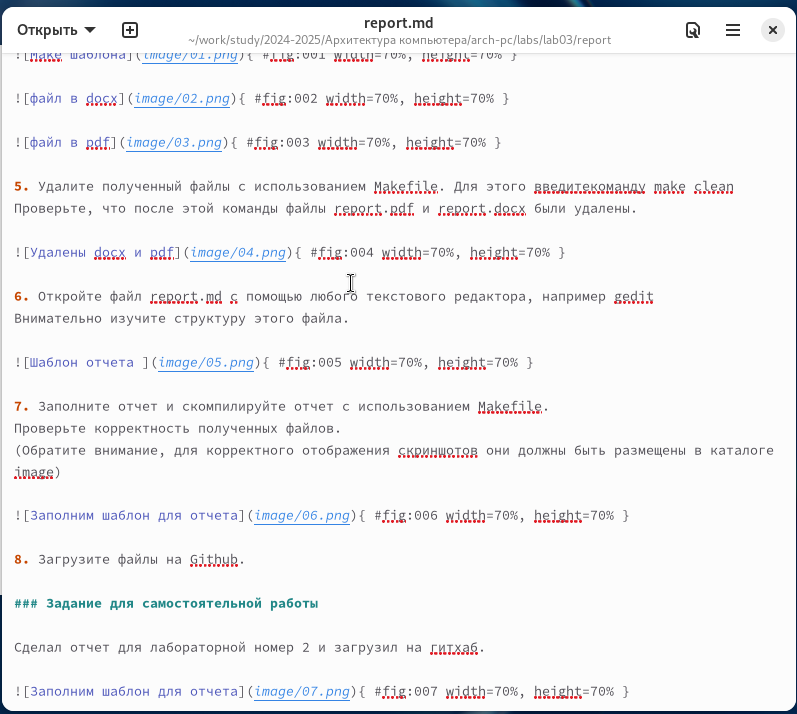 Открыть
report.md
~/work/study/2024-2025/Архитектура компьютера/arch-pc/labs/lab03/report
![Make шаблона](image/01.png){ #fig:001 width=70%, height=70% }
![файл в docx](image/02.png){ #fig:002 width=70%, height=70% }
![файл в pdf](image/03.png){ #fig:003 width=70%, height=70% }
5. Удалите полученный файлы с использованием Makefile. Для этого введитекоманду make clean
Проверьте, что после этой команды файлы report.pdf и report.docx были удалены.
![Удалены docx и pdf](image/04.png){ #fig:004 width=70%, height=70% }
6. Откройте файл report.md с помощью любого текстового редактора, например gedit
Внимательно изучите структуру этого файла.
![Шаблон отчета ](image/05.png){ #fig:005 width=70%, height=70% }
7. Заполните отчет и скомпилируйте отчет с использованием Makefile.
Проверьте корректность полученных файлов.
(Обратите внимание, для корректного отображения скриншотов они должны быть размещены в каталоге
image)
![Заполним шаблон для отчета](image/06.png){ #fig:006 width=70%, height=70% }
8. Загрузите файлы на Github.
### Задание для самостоятельной работы
Сделал отчет для лабораторной номер 2 и загрузил на гитхаб.
![Заполним шаблон для отчета](image/07.png){ #fig:007 width=70%, height=70% }